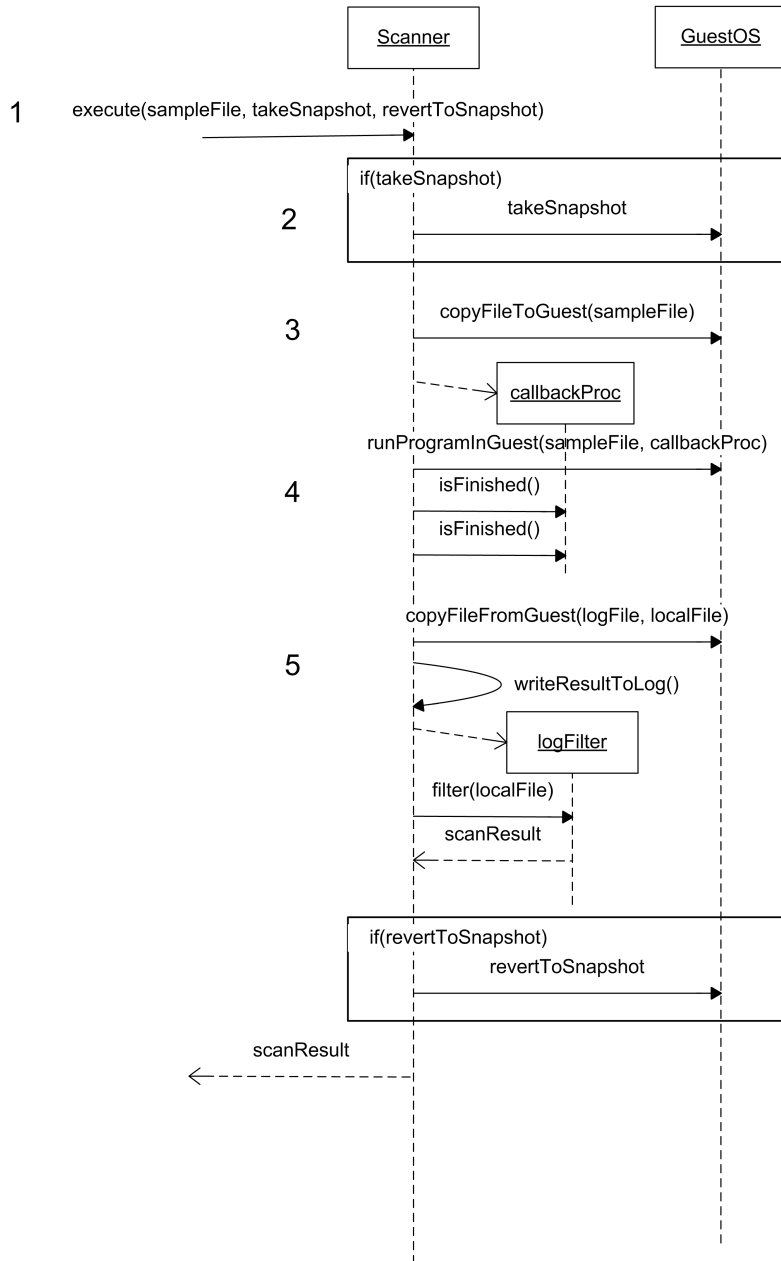 Scanner
GuestOS
1
execute(sampleFile, takeSnapshot, revertToSnapshot)
if(takeSnapshot)
takeSnapshot
2
copyFileToGuest(sampleFile)
3
callbackProc
runProgramInGuest(sampleFile, callbackProc)
isFinished()
4
isFinished()
copyFileFromGuest(logFile, localFile)
5
writeResultToLog()
logFilter
filter(localFile)
scanResult
if(revertToSnapshot)
revertToSnapshot
scanResult